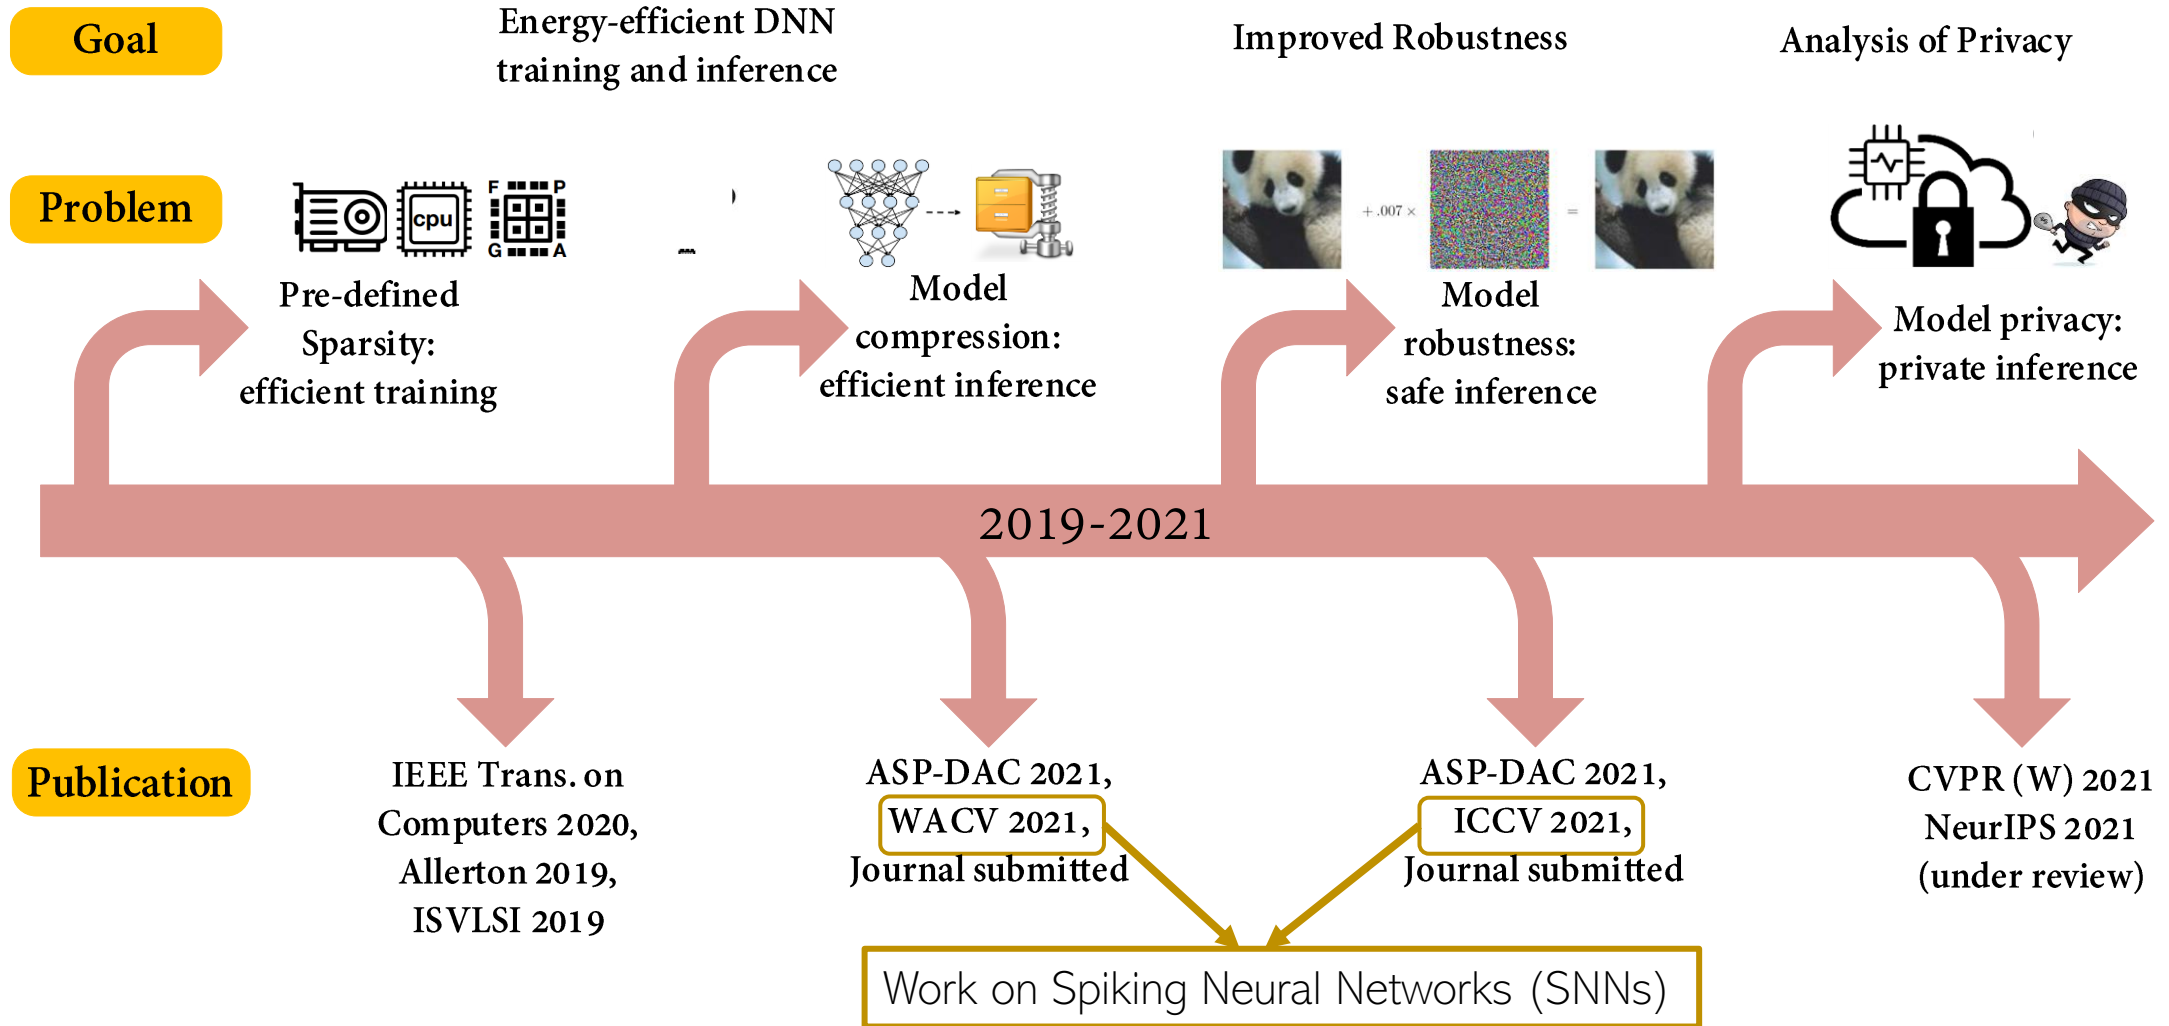 Goal
Energy-efficient DNN
training and inference
Improved Robustness
Analysis of Privacy
Problem
cpu
F P
G A
+ .007 ×
=
Pre-defined
Sparsity:
efficient training
Model
compression:
efficient inference
Model
robustness:
safe inference
Model privacy:
private inference
2019-2021
Publication
IEEE Trans. on
Computers 2020,
Allerton 2019,
ISVLSI 2019
ASP-DAC 2021,
WACV 2021,
Journal submitted
ASP-DAC 2021,
ICCV 2021,
Journal submitted
CVPR (W) 2021
NeurIPS 2021
(under review)
Work on Spiking Neural Networks (SNNs)